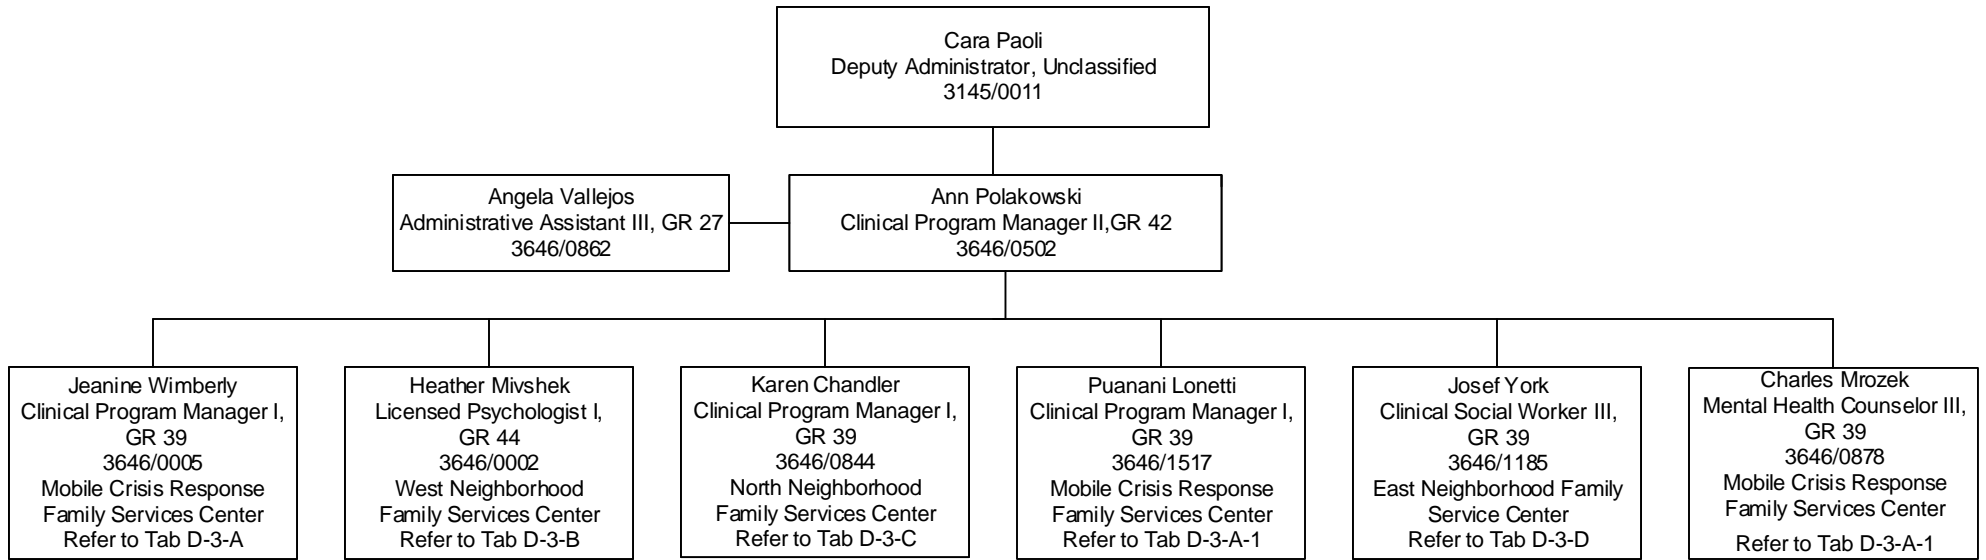 Cara Paoli
Deputy Administrator, Unclassified
3145/0011
Angela Vallejos
Administrative Assistant III, GR 27
3646/0862
Ann Polakowski
Clinical Program Manager II,GR 42
3646/0502
Jeanine Wimberly
Clinical Program Manager I,
GR 39
3646/0005
Mobile Crisis Response
Family Services Center
Refer to Tab D-3-A
Heather Mivshek
Licensed Psychologist I,
GR 44
3646/0002
West Neighborhood
Family Services Center
Refer to Tab D-3-B
Karen Chandler
Clinical Program Manager I,
GR 39
3646/0844
North Neighborhood
Family Services Center
Refer to Tab D-3-C
Puanani Lonetti
Clinical Program Manager I,
GR 39
3646/1517
Mobile Crisis Response
Family Services Center
Refer to Tab D-3-A-1
Josef York
Clinical Social Worker III,
GR 39
3646/1185
East Neighborhood Family
Service Center
Refer to Tab D-3-D
Charles Mrozek
Mental Health Counselor III,
GR 39
3646/0878
Mobile Crisis Response
Family Services Center
Refer to Tab D-3-A-1